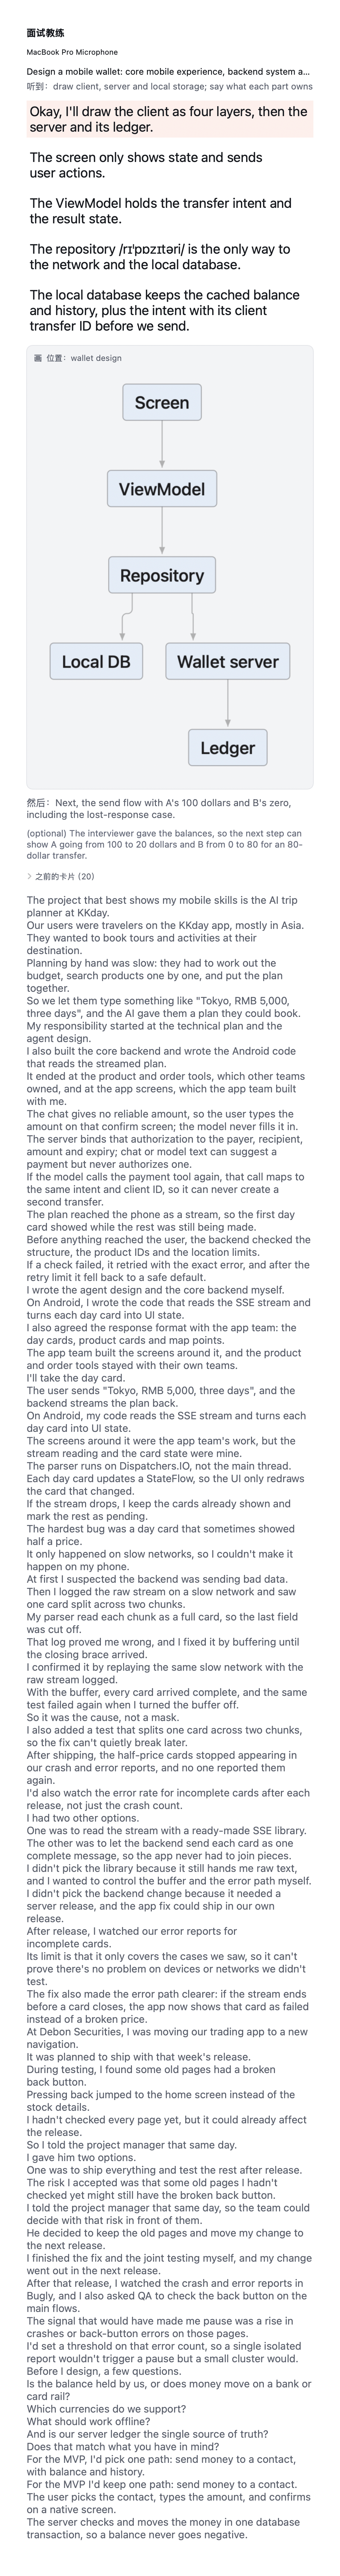 面试教练
MacBook Pro Microphone
Design a mobile wallet: core mobile experience, backend system a...
听到：draw client, server and local storage; say what each part owns
Okay, I'll draw the client as four layers, then the
server and its ledger.
The screen only shows state and sends
user actions.
The ViewModel holds the transfer intent and
the result state.
The repository /rɪˈpɒzɪtəri/ is the only way to
the network and the local database.
The local database keeps the cached balance
and history, plus the intent with its client
transfer ID before we send.
画 位置：wallet design
Screen
ViewModel
Repository
Local DB
Wallet server
Ledger
然后：Next, the send flow with A's 100 dollars and B's zero,
including the lost-response case.
(optional) The interviewer gave the balances, so the next step can
show A going from 100 to 20 dollars and B from 0 to 80 for an 80-
dollar transfer.
> 之前的卡片 (20)
The project that best shows my mobile skills is the AI trip
planner at KKday.
Our users were travelers on the KKday app, mostly in Asia.
They wanted to book tours and activities at their
destination.
Planning by hand was slow: they had to work out the
budget, search products one by one, and put the plan
together.
So we let them type something like "Tokyo, RMB 5,000,
three days", and the AI gave them a plan they could book.
My responsibility started at the technical plan and the
agent design.
I also built the core backend and wrote the Android code
that reads the streamed plan.
It ended at the product and order tools, which other teams
owned, and at the app screens, which the app team built
with me.
The chat gives no reliable amount, so the user types the
amount on that confirm screen; the model never fills it in.
The server binds that authorization to the payer, recipient,
amount and expiry; chat or model text can suggest a
payment but never authorizes one.
If the model calls the payment tool again, that call maps to
the same intent and client ID, so it can never create a
second transfer.
The plan reached the phone as a stream, so the first day
card showed while the rest was still being made.
Before anything reached the user, the backend checked the
structure, the product IDs and the location limits.
If a check failed, it retried with the exact error, and after the
retry limit it fell back to a safe default.
I wrote the agent design and the core backend myself.
On Android, I wrote the code that reads the SSE stream and
turns each day card into UI state.
I also agreed the response format with the app team: the
day cards, product cards and map points.
The app team built the screens around it, and the product
and order tools stayed with their own teams.
I'll take the day card.
The user sends "Tokyo, RMB 5,000, three days", and the
backend streams the plan back.
On Android, my code reads the SSE stream and turns each
day card into UI state.
The screens around it were the app team's work, but the
stream reading and the card state were mine.
The parser runs on Dispatchers.IO, not the main thread.
Each day card updates a StateFlow, so the UI only redraws
the card that changed.
If the stream drops, I keep the cards already shown and
mark the rest as pending.
The hardest bug was a day card that sometimes showed
half a price.
It only happened on slow networks, so I couldn't make it
happen on my phone.
At first I suspected the backend was sending bad data.
Then I logged the raw stream on a slow network and saw
one card split across two chunks.
My parser read each chunk as a full card, so the last field
was cut off.
That log proved me wrong, and I fixed it by buffering until
the closing brace arrived.
I confirmed it by replaying the same slow network with the
raw stream logged.
With the buffer, every card arrived complete, and the same
test failed again when I turned the buffer off.
So it was the cause, not a mask.
I also added a test that splits one card across two chunks,
so the fix can't quietly break later.
After shipping, the half-price cards stopped appearing in
our crash and error reports, and no one reported them
again.
I'd also watch the error rate for incomplete cards after each
release, not just the crash count.
I had two other options.
One was to read the stream with a ready-made SSE library.
The other was to let the backend send each card as one
complete message, so the app never had to join pieces.
I didn't pick the library because it still hands me raw text,
and I wanted to control the buffer and the error path myself.
I didn't pick the backend change because it needed a
server release, and the app fix could ship in our own
release.
After release, I watched our error reports for
incomplete cards.
Its limit is that it only covers the cases we saw, so it can't
prove there's no problem on devices or networks we didn't
test.
The fix also made the error path clearer: if the stream ends
before a card closes, the app now shows that card as failed
instead of a broken price.
At Debon Securities, I was moving our trading app to a new
navigation.
It was planned to ship with that week's release.
During testing, I found some old pages had a broken
back button.
Pressing back jumped to the home screen instead of the
stock details.
I hadn't checked every page yet, but it could already affect
the release.
So I told the project manager that same day.
I gave him two options.
One was to ship everything and test the rest after release.
The risk I accepted was that some old pages I hadn't
checked yet might still have the broken back button.
I told the project manager that same day, so the team could
decide with that risk in front of them.
He decided to keep the old pages and move my change to
the next release.
I finished the fix and the joint testing myself, and my change
went out in the next release.
After that release, I watched the crash and error reports in
Bugly, and I also asked QA to check the back button on the
main flows.
The signal that would have made me pause was a rise in
crashes or back-button errors on those pages.
I'd set a threshold on that error count, so a single isolated
report wouldn't trigger a pause but a small cluster would.
Before I design, a few questions.
Is the balance held by us, or does money move on a bank or
card rail?
Which currencies do we support?
What should work offline?
And is our server ledger the single source of truth?
Does that match what you have in mind?
For the MVP, I'd pick one path: send money to a contact,
with balance and history.
For the MVP I'd keep one path: send money to a contact.
The user picks the contact, types the amount, and confirms
on a native screen.
The server checks and moves the money in one database
transaction, so a balance never goes negative.